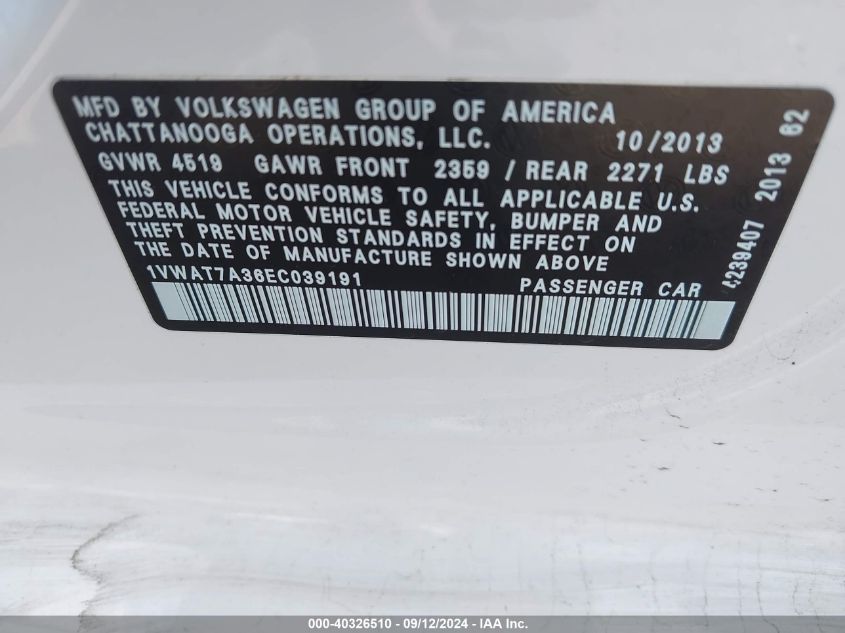 MFD BY VOLKSWAGEN GROUP OF AMERICA
CHATTANOOGA OPERATIONS, LLC. 10/2013
GVWR 4519 GAWR FRONT 2359 / REAR 2271 LBS
THIS VEHICLE CONFORMS TO ALL APPLICABLE U.S.
FEDERAL MOTOR VEHICLE SAFETY, BUMPER AND
THEFT PREVENTION STANDARDS IN EFFECT ON
THE DATE OF MANUFACTURE SHOWN ABOVE
1VWAT7A36EC039191 PASSENGER CAR
239407 2013 62
000-40326510 - 09/12/2024 - IAA Inc.